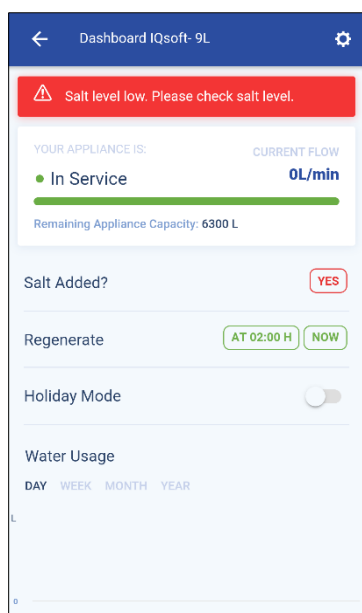 Dashboard IQsoft- 9L
Salt level low. Please check salt level.
YOUR APPLIANCE IS:
CURRENT FLOW
In Service
0L/min
Remaining Appliance Capacity: 6300 L
Salt Added?
YES
Regenerate
AT 02:00 H
NOW
Holiday Mode
Water Usage
DAY WEEK MONTH YEAR
L
0